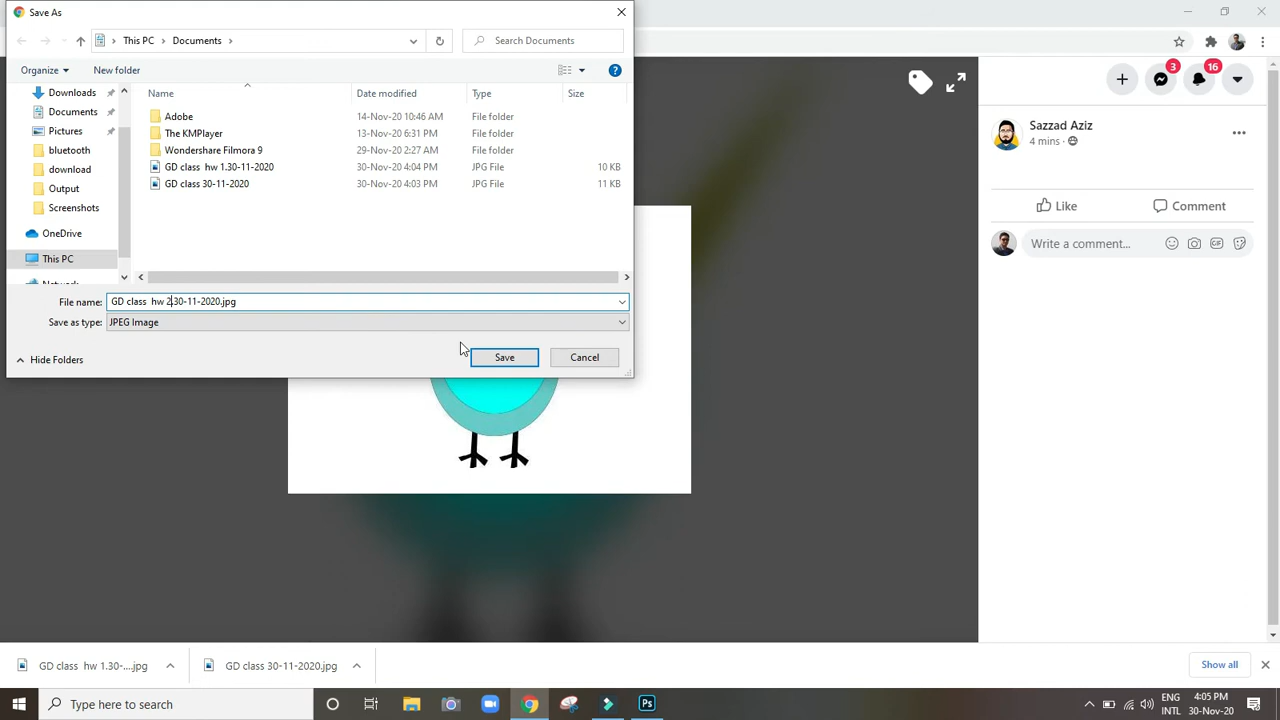 Save As
This PC
Documents
Search Documents
Organize
New folder
Name
Date modified
Type
Size
Downloads
Documents
Pictures
bluetooth
download
Output
Screenshots
OneDrive
This PC
Adobe 14-Nov-20 10:46 AM File folder
The KMPlayer 13-Nov-20 6:31 PM File folder
Wondershare Filmora 9 29-Nov-20 2:27 AM File folder
GD class hw 1.30-11-2020 30-Nov-20 4:04 PM JPG File 10 KB
GD class 30-11-2020 30-Nov-20 4:03 PM JPG File 11 KB
File name: GD class hw 2.30-11-2020.jpg
Save as type: JPEG Image
Hide Folders
Save
Cancel
3
16
Sazzad Aziz
4 mins
Like
Comment
Write a comment...
GIF
GD class hw 1.30-....jpg
GD class 30-11-2020.jpg
Show all
Type here to search
Ps
ENG
INTL
4:05 PM
30-Nov-20